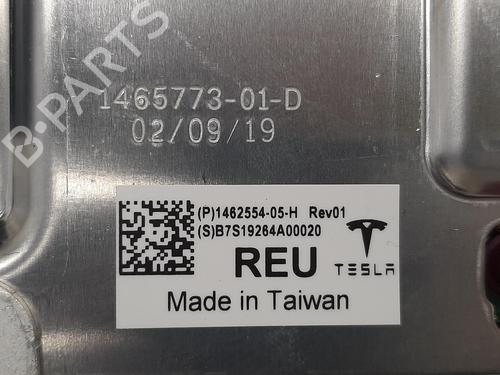 B-PARTS
1465773-01-D
02/09/19
(P)1462554-05-H Rev01
(S)B7S19264A00020
REU
TESLA
Made in Taiwan